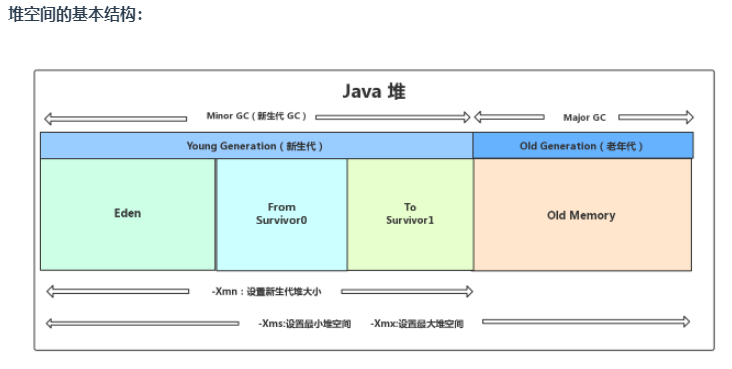 堆空间的基本结构：
Java 堆
Minor GC ( 新生代 GC )
Major GC
Young Generation ( 新生代 )
Old Generation ( 老年代 )
Eden
From
Survivor0
To
Survivor1
Old Memory
-Xmn：设置新生代堆大小
-Xms:设置最小堆空间
-Xmx:设置最大堆空间